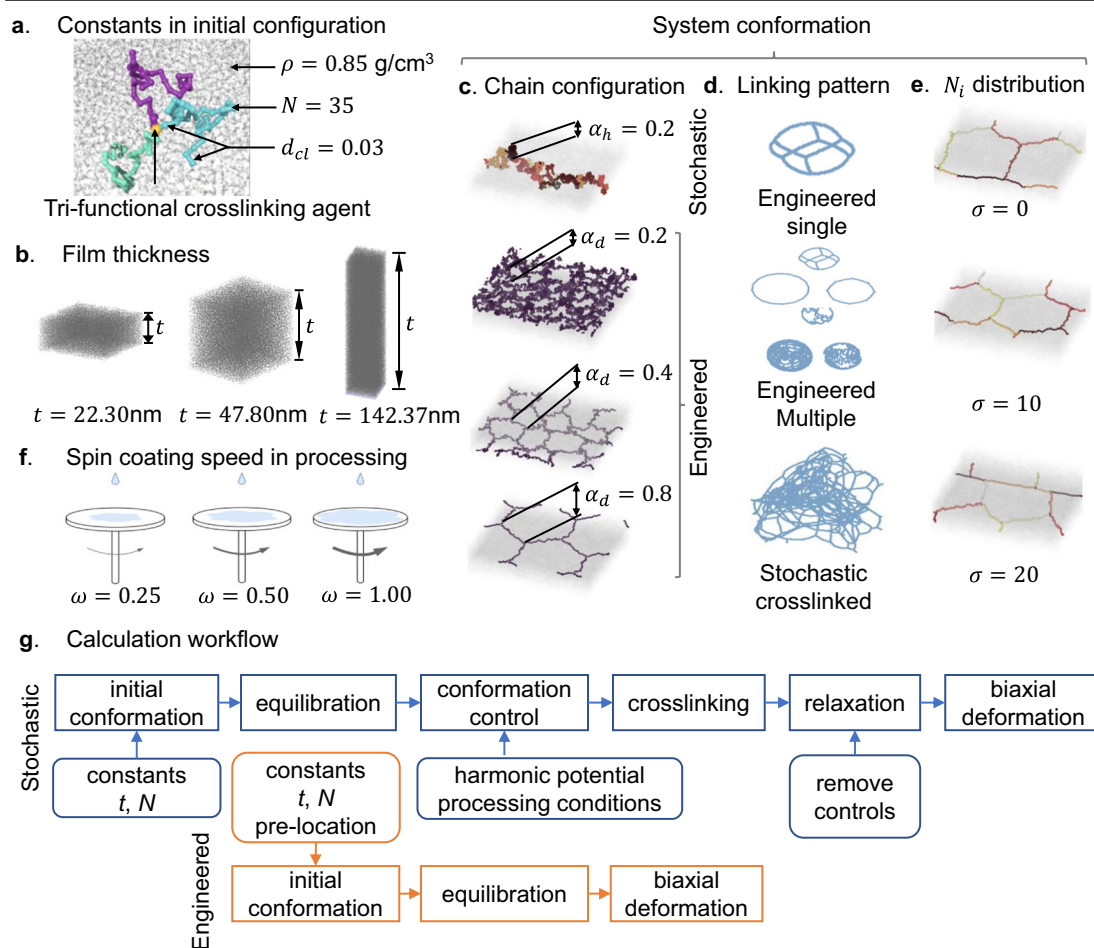 a. Constants in initial configuration
ρ = 0.85 g/cm³
N = 35
d_cl = 0.03
Tri-functional crosslinking agent
b. Film thickness
t
t
t
t = 22.30nm
t = 47.80nm
t = 142.37nm
f. Spin coating speed in processing
ω = 0.25
ω = 0.50
ω = 1.00
System conformation
c. Chain configuration
α_h = 0.2
Stochastic
α_d = 0.2
α_d = 0.4
α_d = 0.8
Engineered
d. Linking pattern
Engineered
single
Engineered
Multiple
Stochastic
crosslinked
e. N_i distribution
σ = 0
σ = 10
σ = 20
g. Calculation workflow
Stochastic
initial
conformation
equilibration
conformation
control
crosslinking
relaxation
biaxial
deformation
constants
t, N
harmonic potential
processing conditions
remove
controls
Engineered
constants
t, N
pre-location
initial
conformation
equilibration
biaxial
deformation